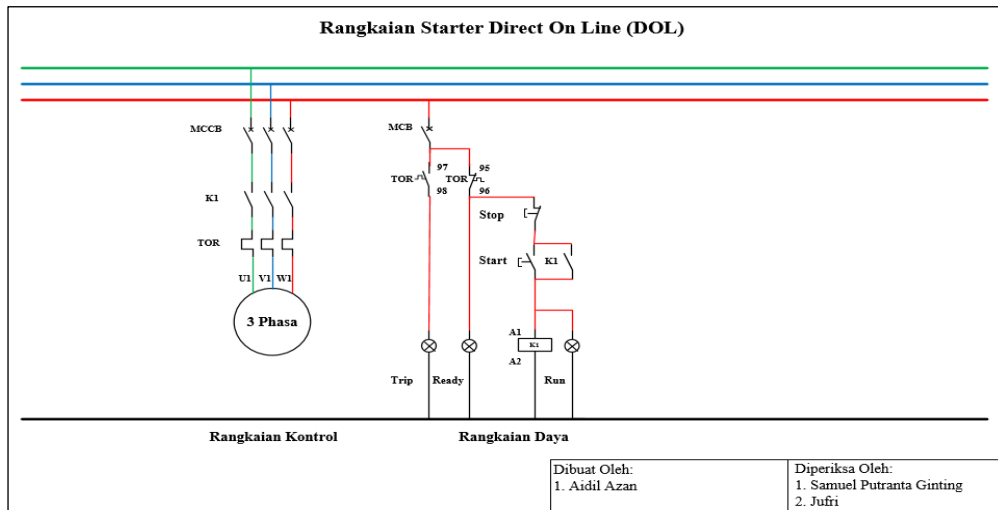 Rangkaian Starter Direct On Line (DOL)
MCCB
MCB
97
95
TOR
TOR
98
96
K1
Stop
TOR
Start
K1
U1
V1
W1
3 Phasa
A1
K1
A2
Trip
Ready
Run
Rangkaian Kontrol
Rangkaian Daya
Dibuat Oleh:
1. Aidil Azan
Diperiksa Oleh:
1. Samuel Putranta Ginting
2. Jufri